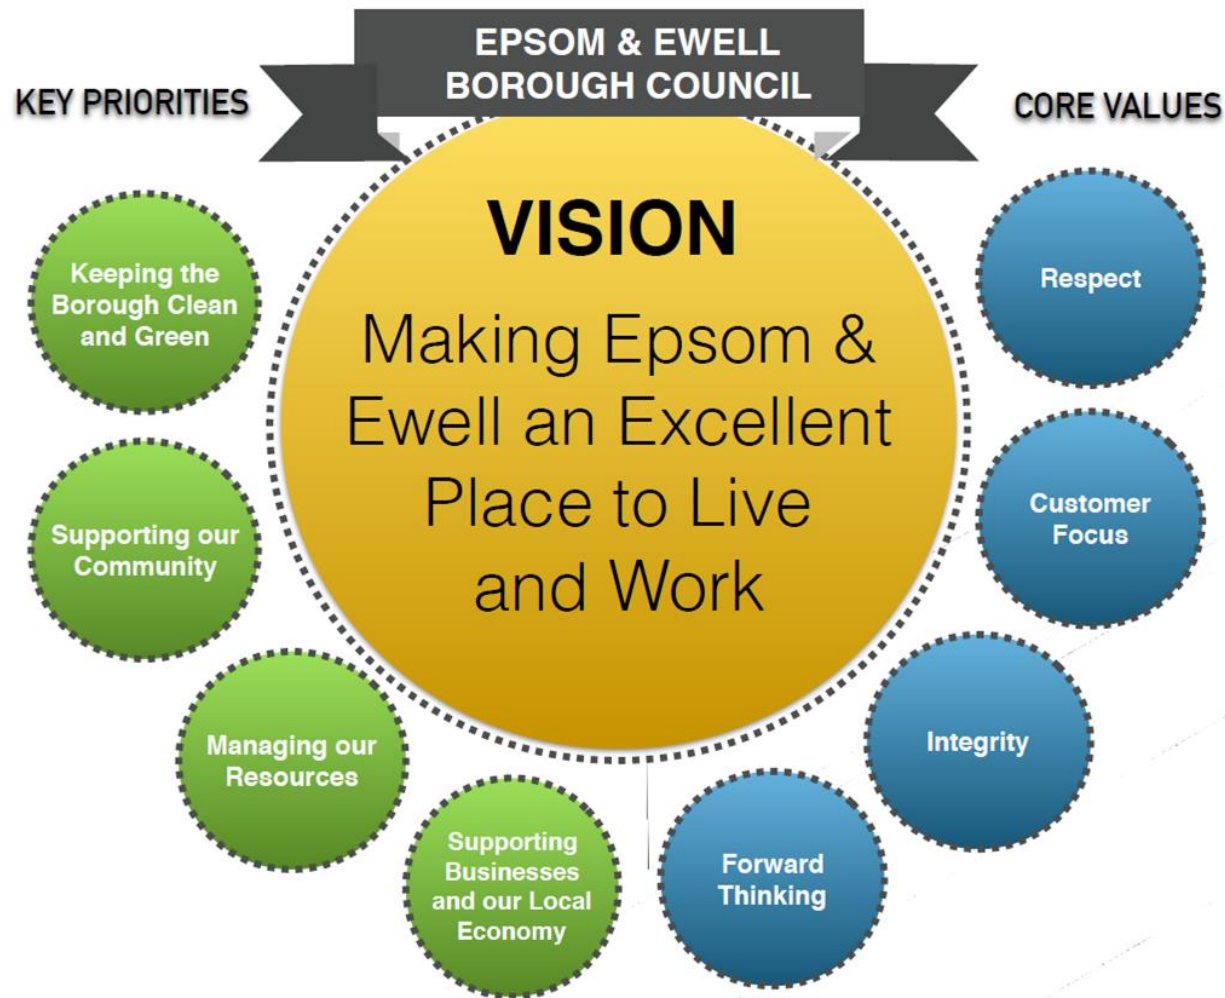 EPSOM & EWELL
BOROUGH COUNCIL
KEY PRIORITIES
CORE VALUES
VISION
Making Epsom &
Ewell an Excellent
Place to Live
and Work
Keeping the
Borough Clean
and Green
Supporting our
Community
Managing our
Resources
Supporting
Businesses
and our Local
Economy
Respect
Customer
Focus
Integrity
Forward
Thinking